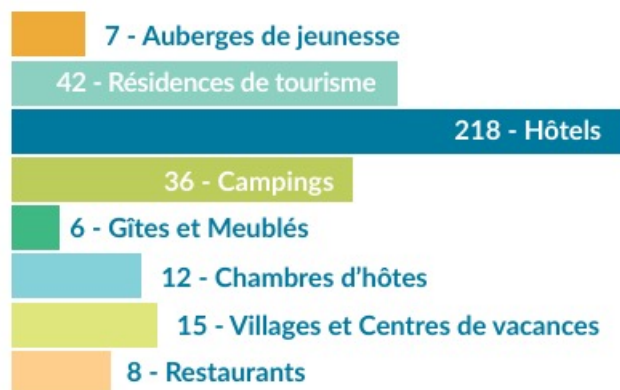 7 - Auberges de jeunesse
42 - Résidences de tourisme
218 - Hôtels
36 - Campings
6 - Gîtes et Meublés
12 - Chambres d’hôtes
15 - Villages et Centres de vacances
8 - Restaurants